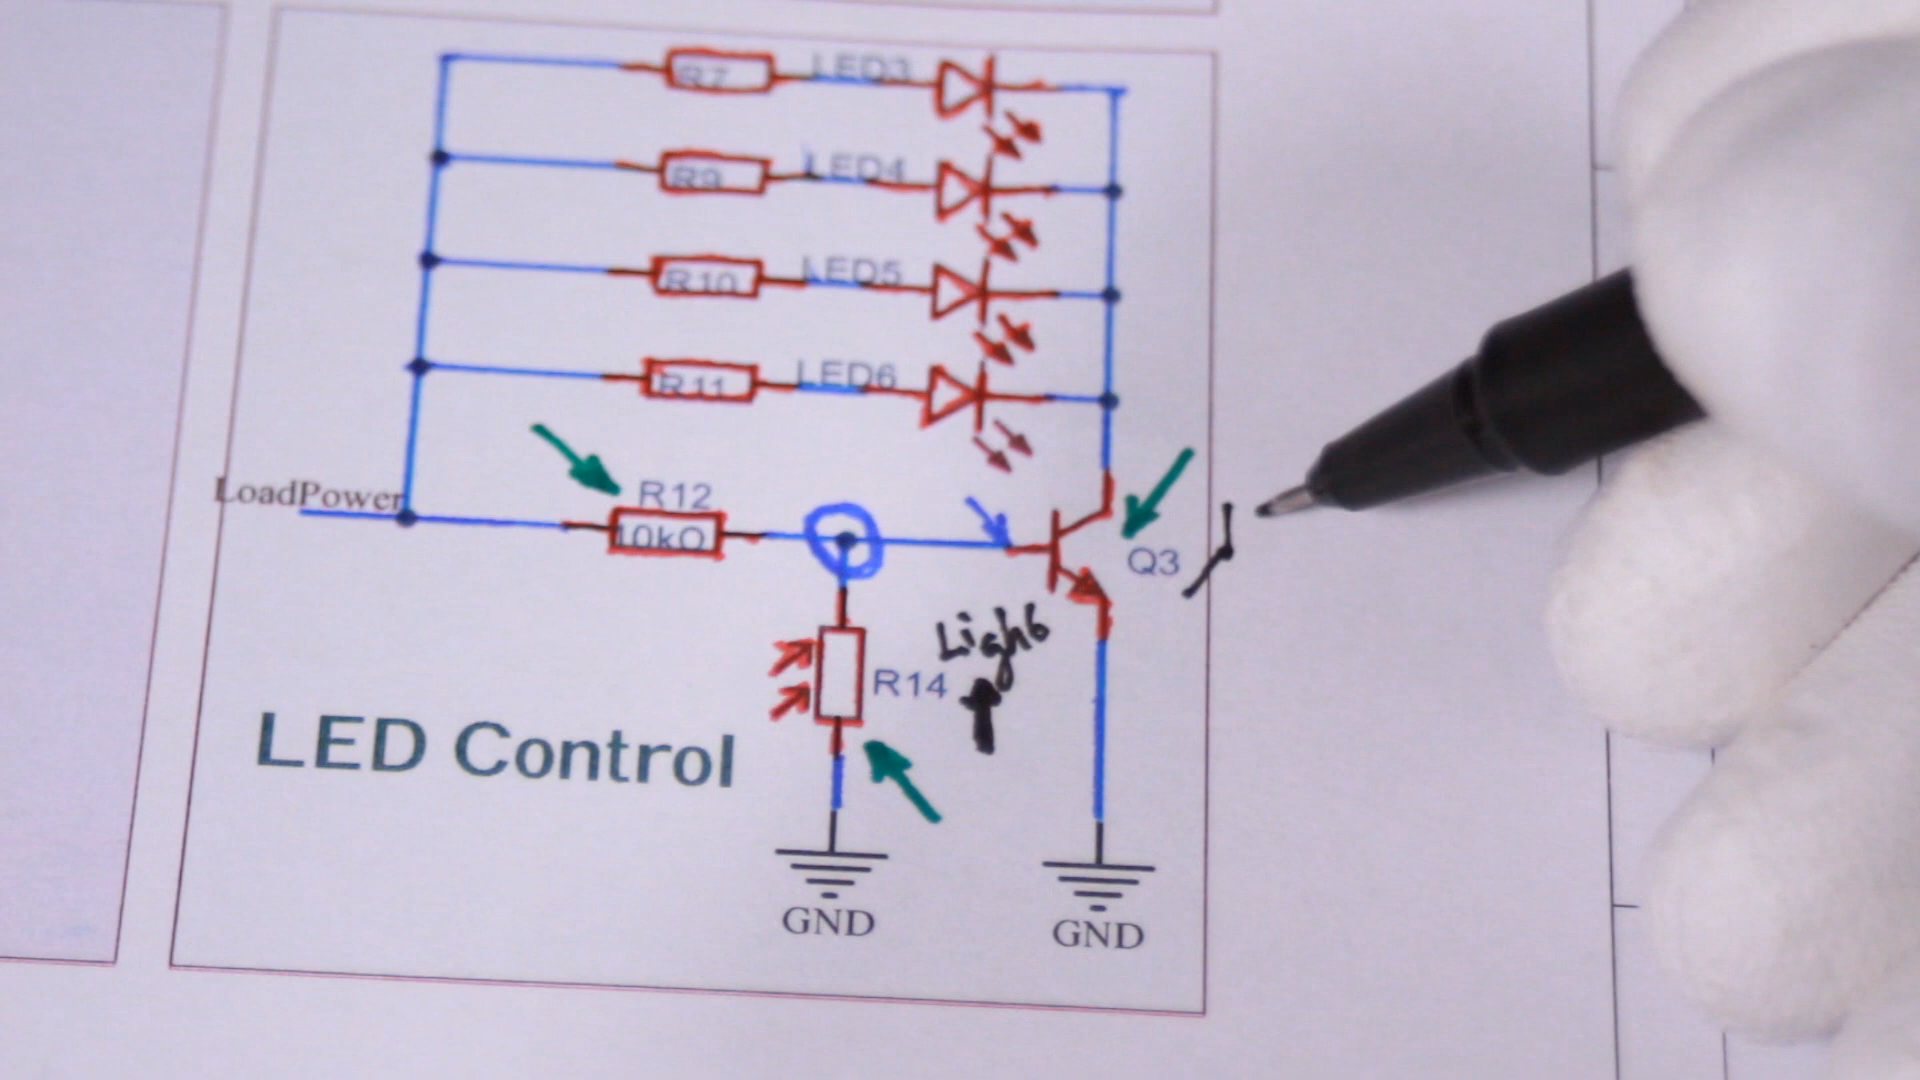 R7 LED3
R9 LED4
R10 LED5
R11 LED6
LoadPower
R12
10kΩ
Q3
Light
R14
LED Control
GND
GND